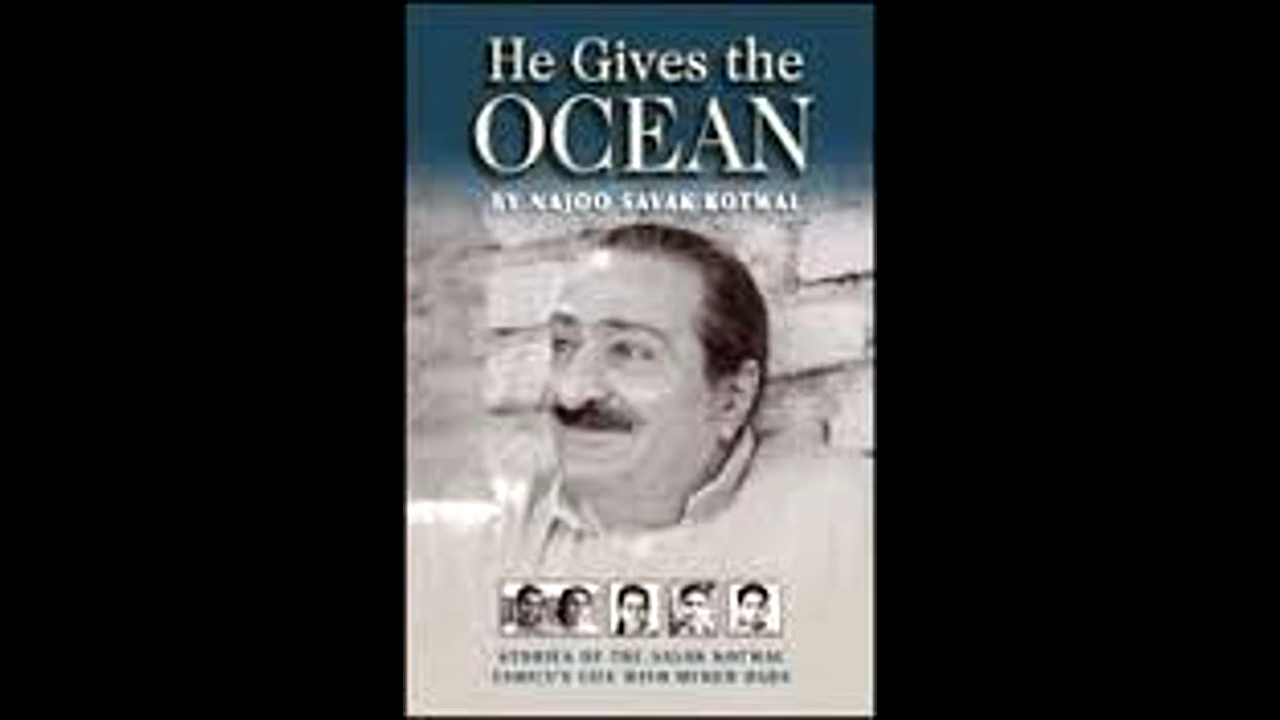 He Gives the
OCEAN
BY NAJOO SAVAK KOTWAL
STORIES OF THE SAVAK KOTWAL
FAMILY'S LIFE WITH MEHER BABA